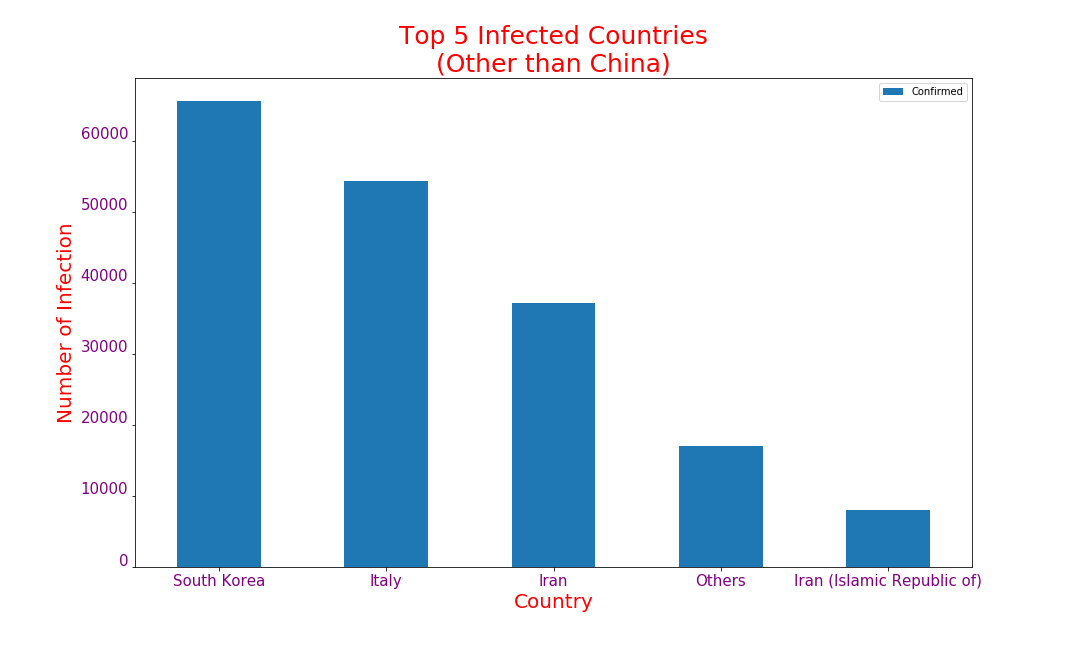 Top 5 Infected Countries
(Other than China)
Confirmed
Number of Infection
60000
50000
40000
30000
20000
10000
0
South Korea
Italy
Iran
Others
Iran (Islamic Republic of)
Country